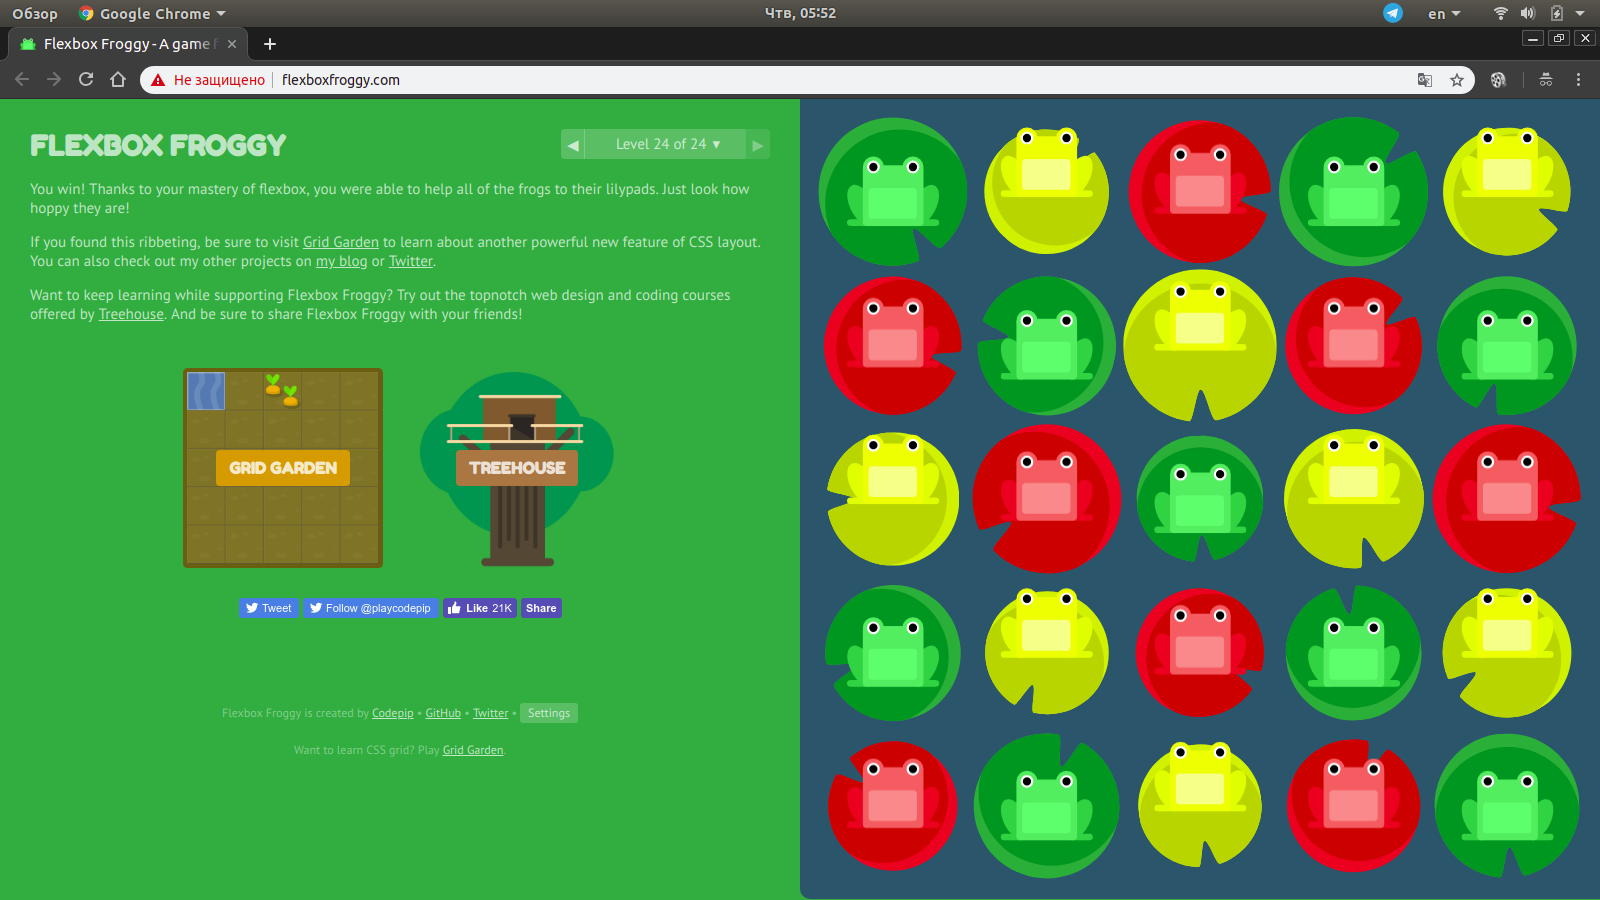 Обзор Google Chrome Чтв, 05:52 en
Flexbox Froggy - A game f
Не защищено flexboxfroggy.com
FLEXBOX FROGGY
Level 24 of 24 ▼
You win! Thanks to your mastery of flexbox, you were able to help all of the frogs to their lilypads. Just look how
hoppy they are!
If you found this ribbeting, be sure to visit Grid Garden to learn about another powerful new feature of CSS layout.
You can also check out my other projects on my blog or Twitter.
Want to keep learning while supporting Flexbox Froggy? Try out the topnotch web design and coding courses
offered by Treehouse. And be sure to share Flexbox Froggy with your friends!
GRID GARDEN
TREEHOUSE
Tweet Follow @playcodepip Like 21K Share
Flexbox Froggy is created by Codepip • GitHub • Twitter • Settings
Want to learn CSS grid? Play Grid Garden.